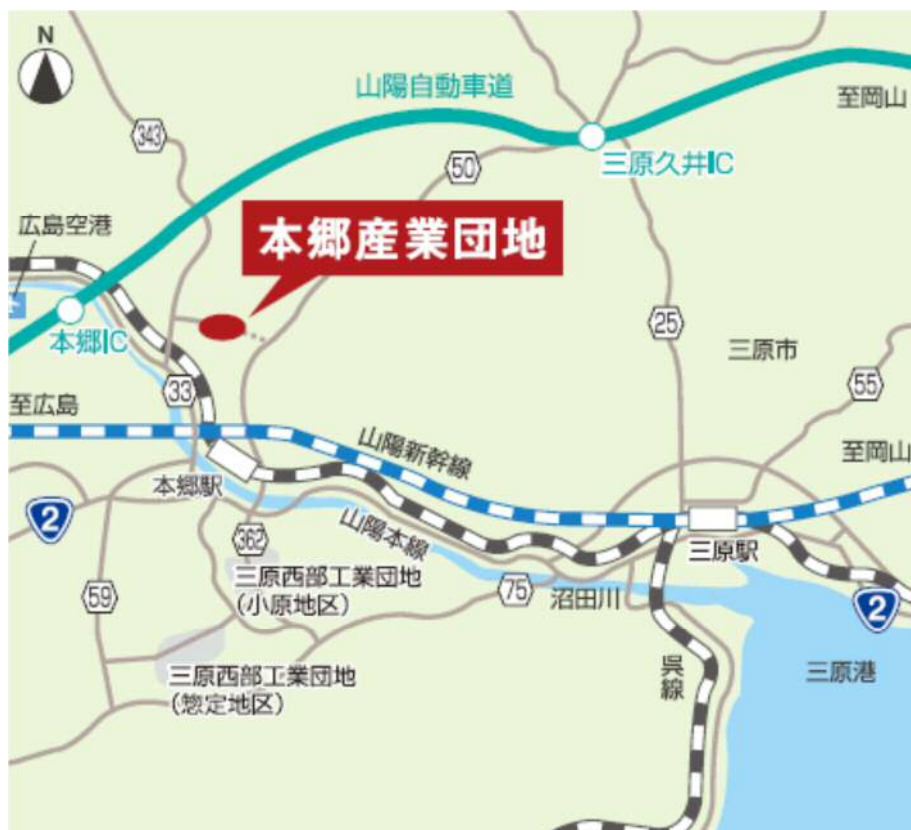 N
山陽自動車道
至岡山
343
三原久井IC
50
広島空港
本郷産業団地
本郷IC
25
三原市
33
55
至広島
山陽新幹線
至岡山
本郷駅
2
山陽本線
362
三原駅
三原西部工業団地
(小原地区)
59
75
沼田川
2
三原西部工業団地
(惣定地区)
呉線
三原港